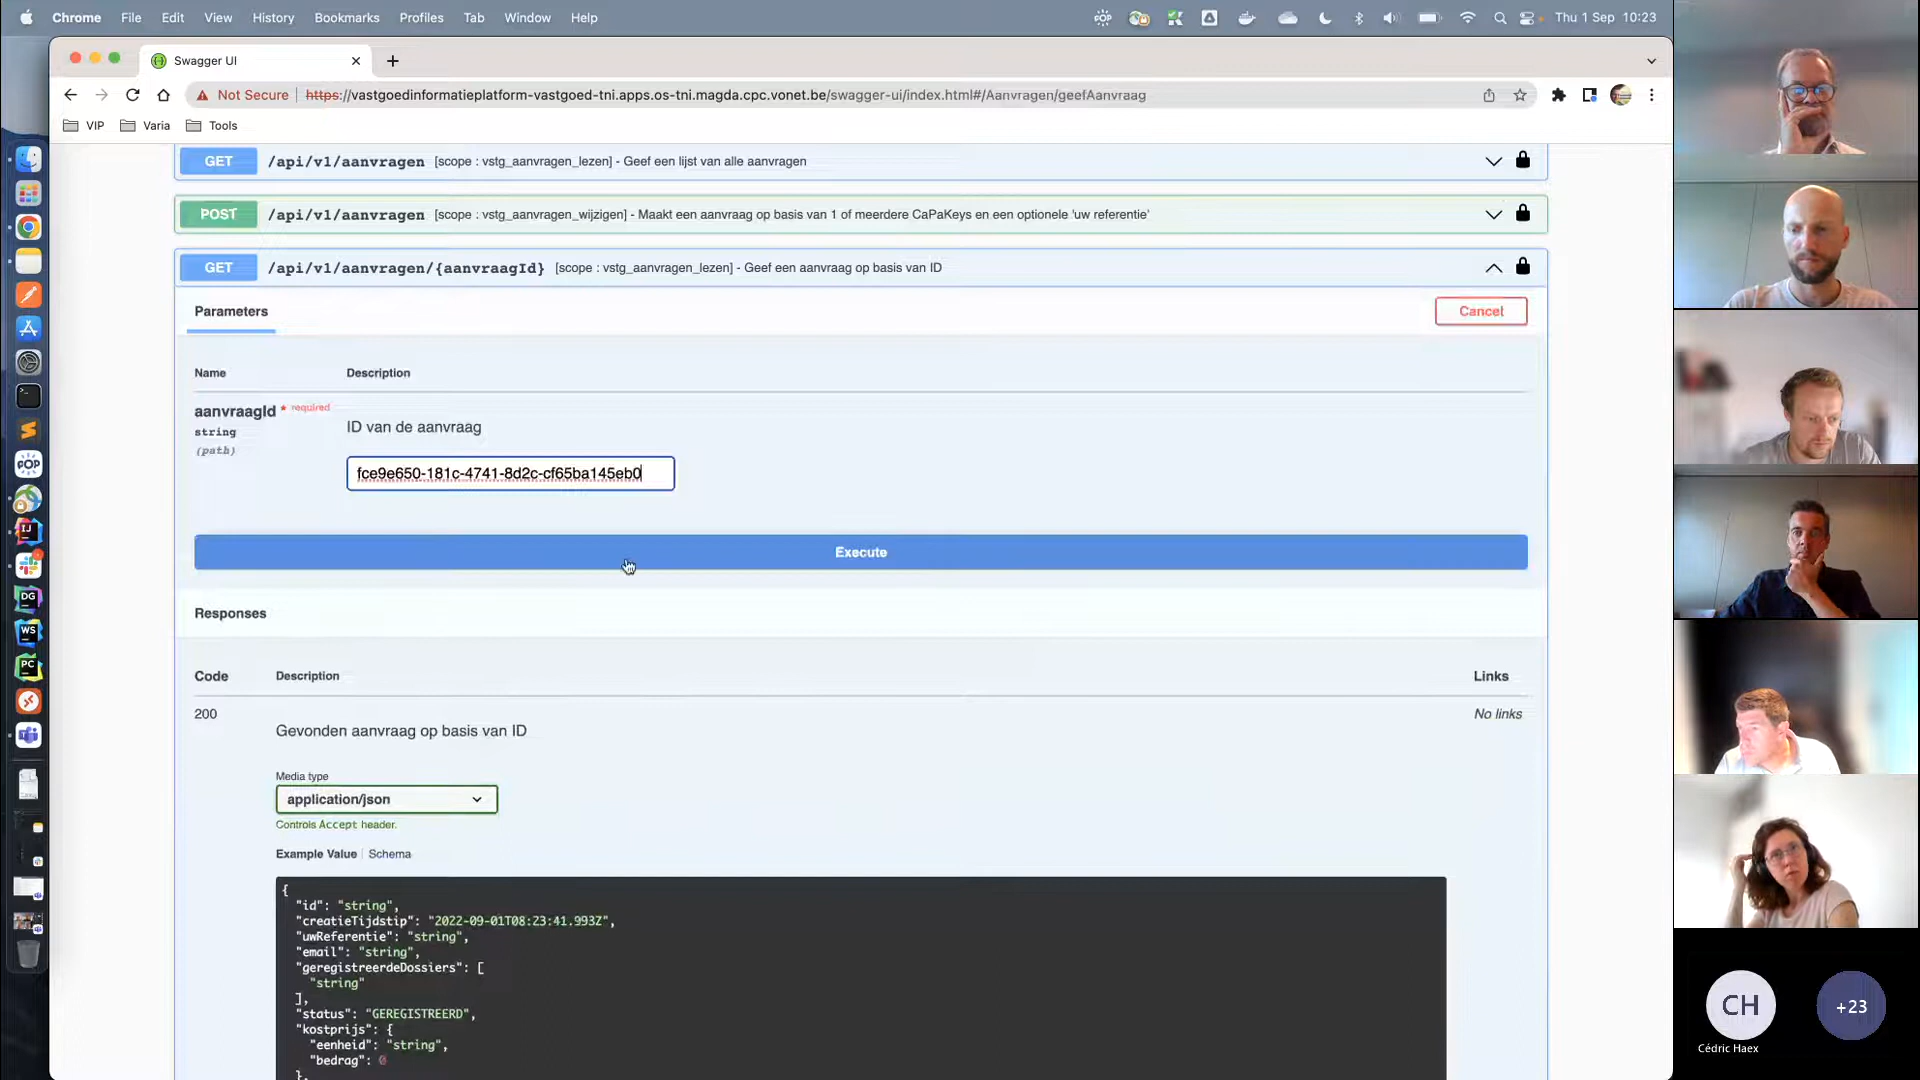 Chrome File Edit View History Bookmarks Profiles Tab Window Help
POP
Thu 1 Sep 10:23
Swagger UI
Not Secure https://vastgoedinformatieplatform-vastgoed-tni.apps.os-tni.magda.cpc.vonet.be/swagger-ui/index.html#/Aanvragen/geefAanvraag
VIP Varia Tools
GET /api/v1/aanvragen [scope : vstg_aanvragen_lezen] - Geef een lijst van alle aanvragen
POST /api/v1/aanvragen [scope : vstg_aanvragen_wijzigen] - Maakt een aanvraag op basis van 1 of meerdere CaPaKeys en een optionele 'uw referentie'
GET /api/v1/aanvragen/{aanvraagId} [scope : vstg_aanvragen_lezen] - Geef een aanvraag op basis van ID
Parameters
Cancel
Name Description
aanvraagId * required
string
(path)
ID van de aanvraag
fce9e650-181c-4741-8d2c-cf65ba145eb0
Execute
Responses
Code Description Links
200
Gevonden aanvraag op basis van ID
No links
Media type
application/json
Controls Accept header.
Example Value Schema
{
"id": "string",
"creatieTijdstip": "2022-09-01T08:23:41.993Z",
"uwReferentie": "string",
"email": "string",
"geregistreerdeDossiers": [
"string"
],
"status": "GEREGISTREERD",
"kostprijs": {
"eenheid": "string",
"bedrag": 0
},
POP
IJ
DG
WS
PC
CH
+23
Cédric Haex